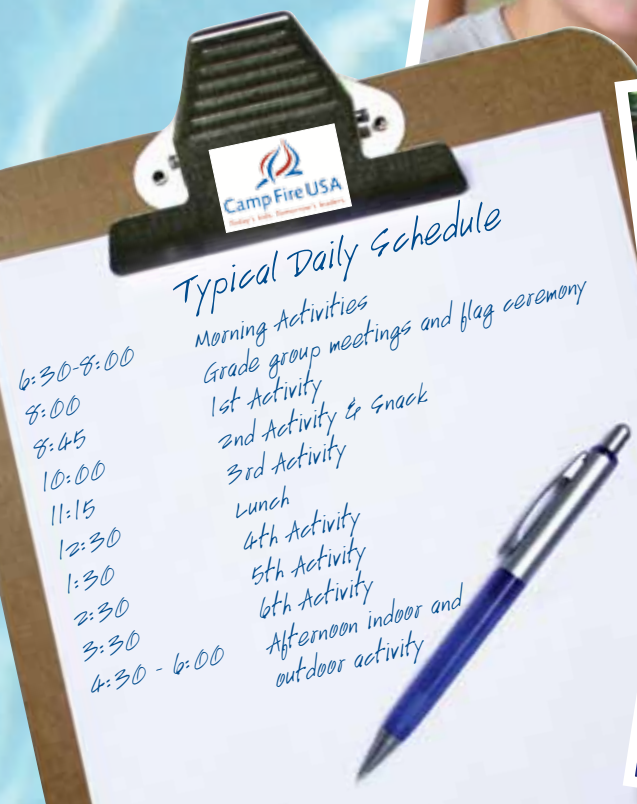 Camp Fire USA
Today's kids. Tomorrow's leaders.
Typical Daily Schedule
6:30-8:00 Morning Activities
8:00 Grade group meetings and flag ceremony
8:45 1st Activity
10:00 2nd Activity & Snack
11:15 3rd Activity
12:30 Lunch
1:30 4th Activity
2:30 5th Activity
3:30 6th Activity
4:30 - 6:00 Afternoon indoor and
outdoor activity